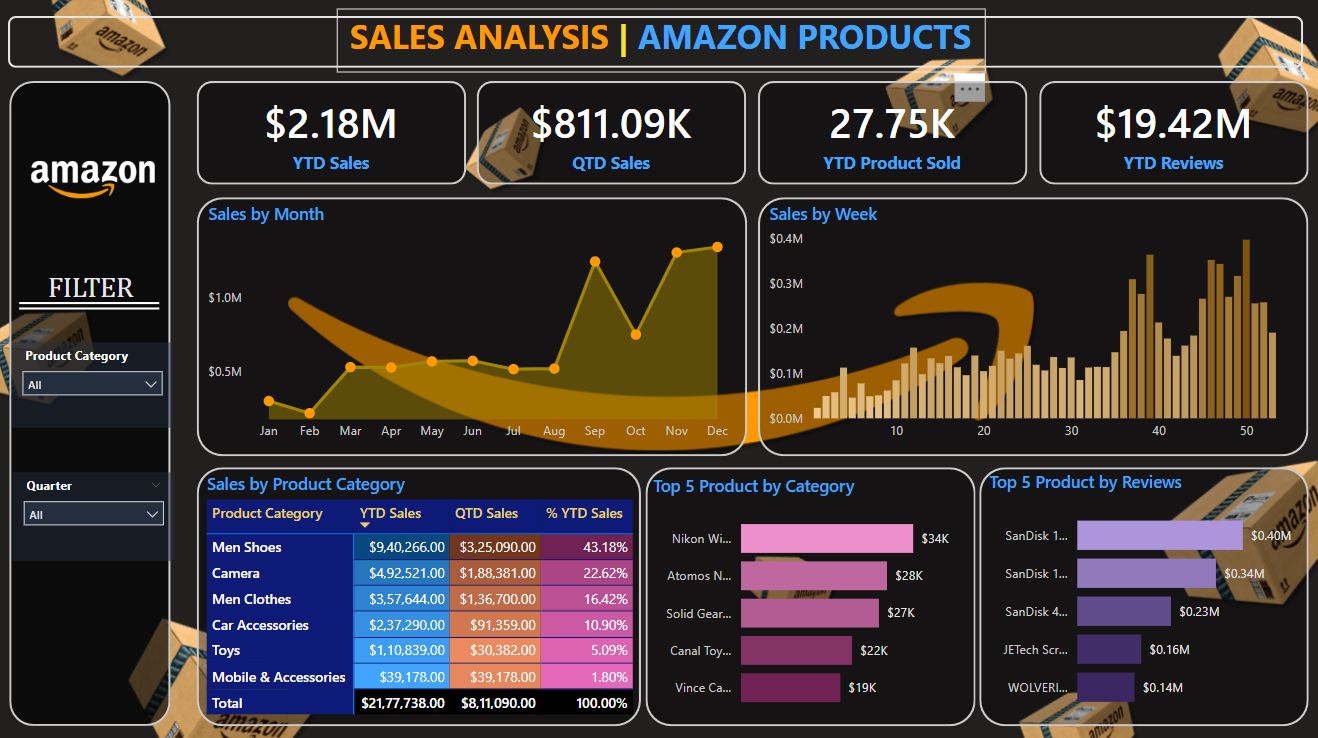 SALES ANALYSIS | AMAZON PRODUCTS
amazon
FILTER
Product Category
All
Quarter
All
$2.18M
YTD Sales
$811.09K
QTD Sales
27.75K
YTD Product Sold
$19.42M
YTD Reviews
Sales by Month
$1.0M
$0.5M
Jan Feb Mar Apr May Jun Jul Aug Sep Oct Nov Dec
Sales by Week
$0.4M
$0.3M
$0.2M
$0.1M
$0.0M
10 20 30 40 50
Sales by Product Category
Product Category YTD Sales QTD Sales % YTD Sales
Men Shoes $9,40,266.00 $3,25,090.00 43.18%
Camera $4,92,521.00 $1,88,381.00 22.62%
Men Clothes $3,57,644.00 $1,36,700.00 16.42%
Car Accessories $2,37,290.00 $91,359.00 10.90%
Toys $1,10,839.00 $30,382.00 5.09%
Mobile & Accessories $39,178.00 $39,178.00 1.80%
Total $21,77,738.00 $8,11,090.00 100.00%
Top 5 Product by Category
Nikon Wi... $34K
Atomos N... $28K
Solid Gear... $27K
Canal Toy... $22K
Vince Ca... $19K
Top 5 Product by Reviews
SanDisk 1... $0.40M
SanDisk 1... $0.34M
SanDisk 4... $0.23M
JETech Scr... $0.16M
WOLVERI... $0.14M
amazon
amazon
amazon
amazon
amazon
amazon